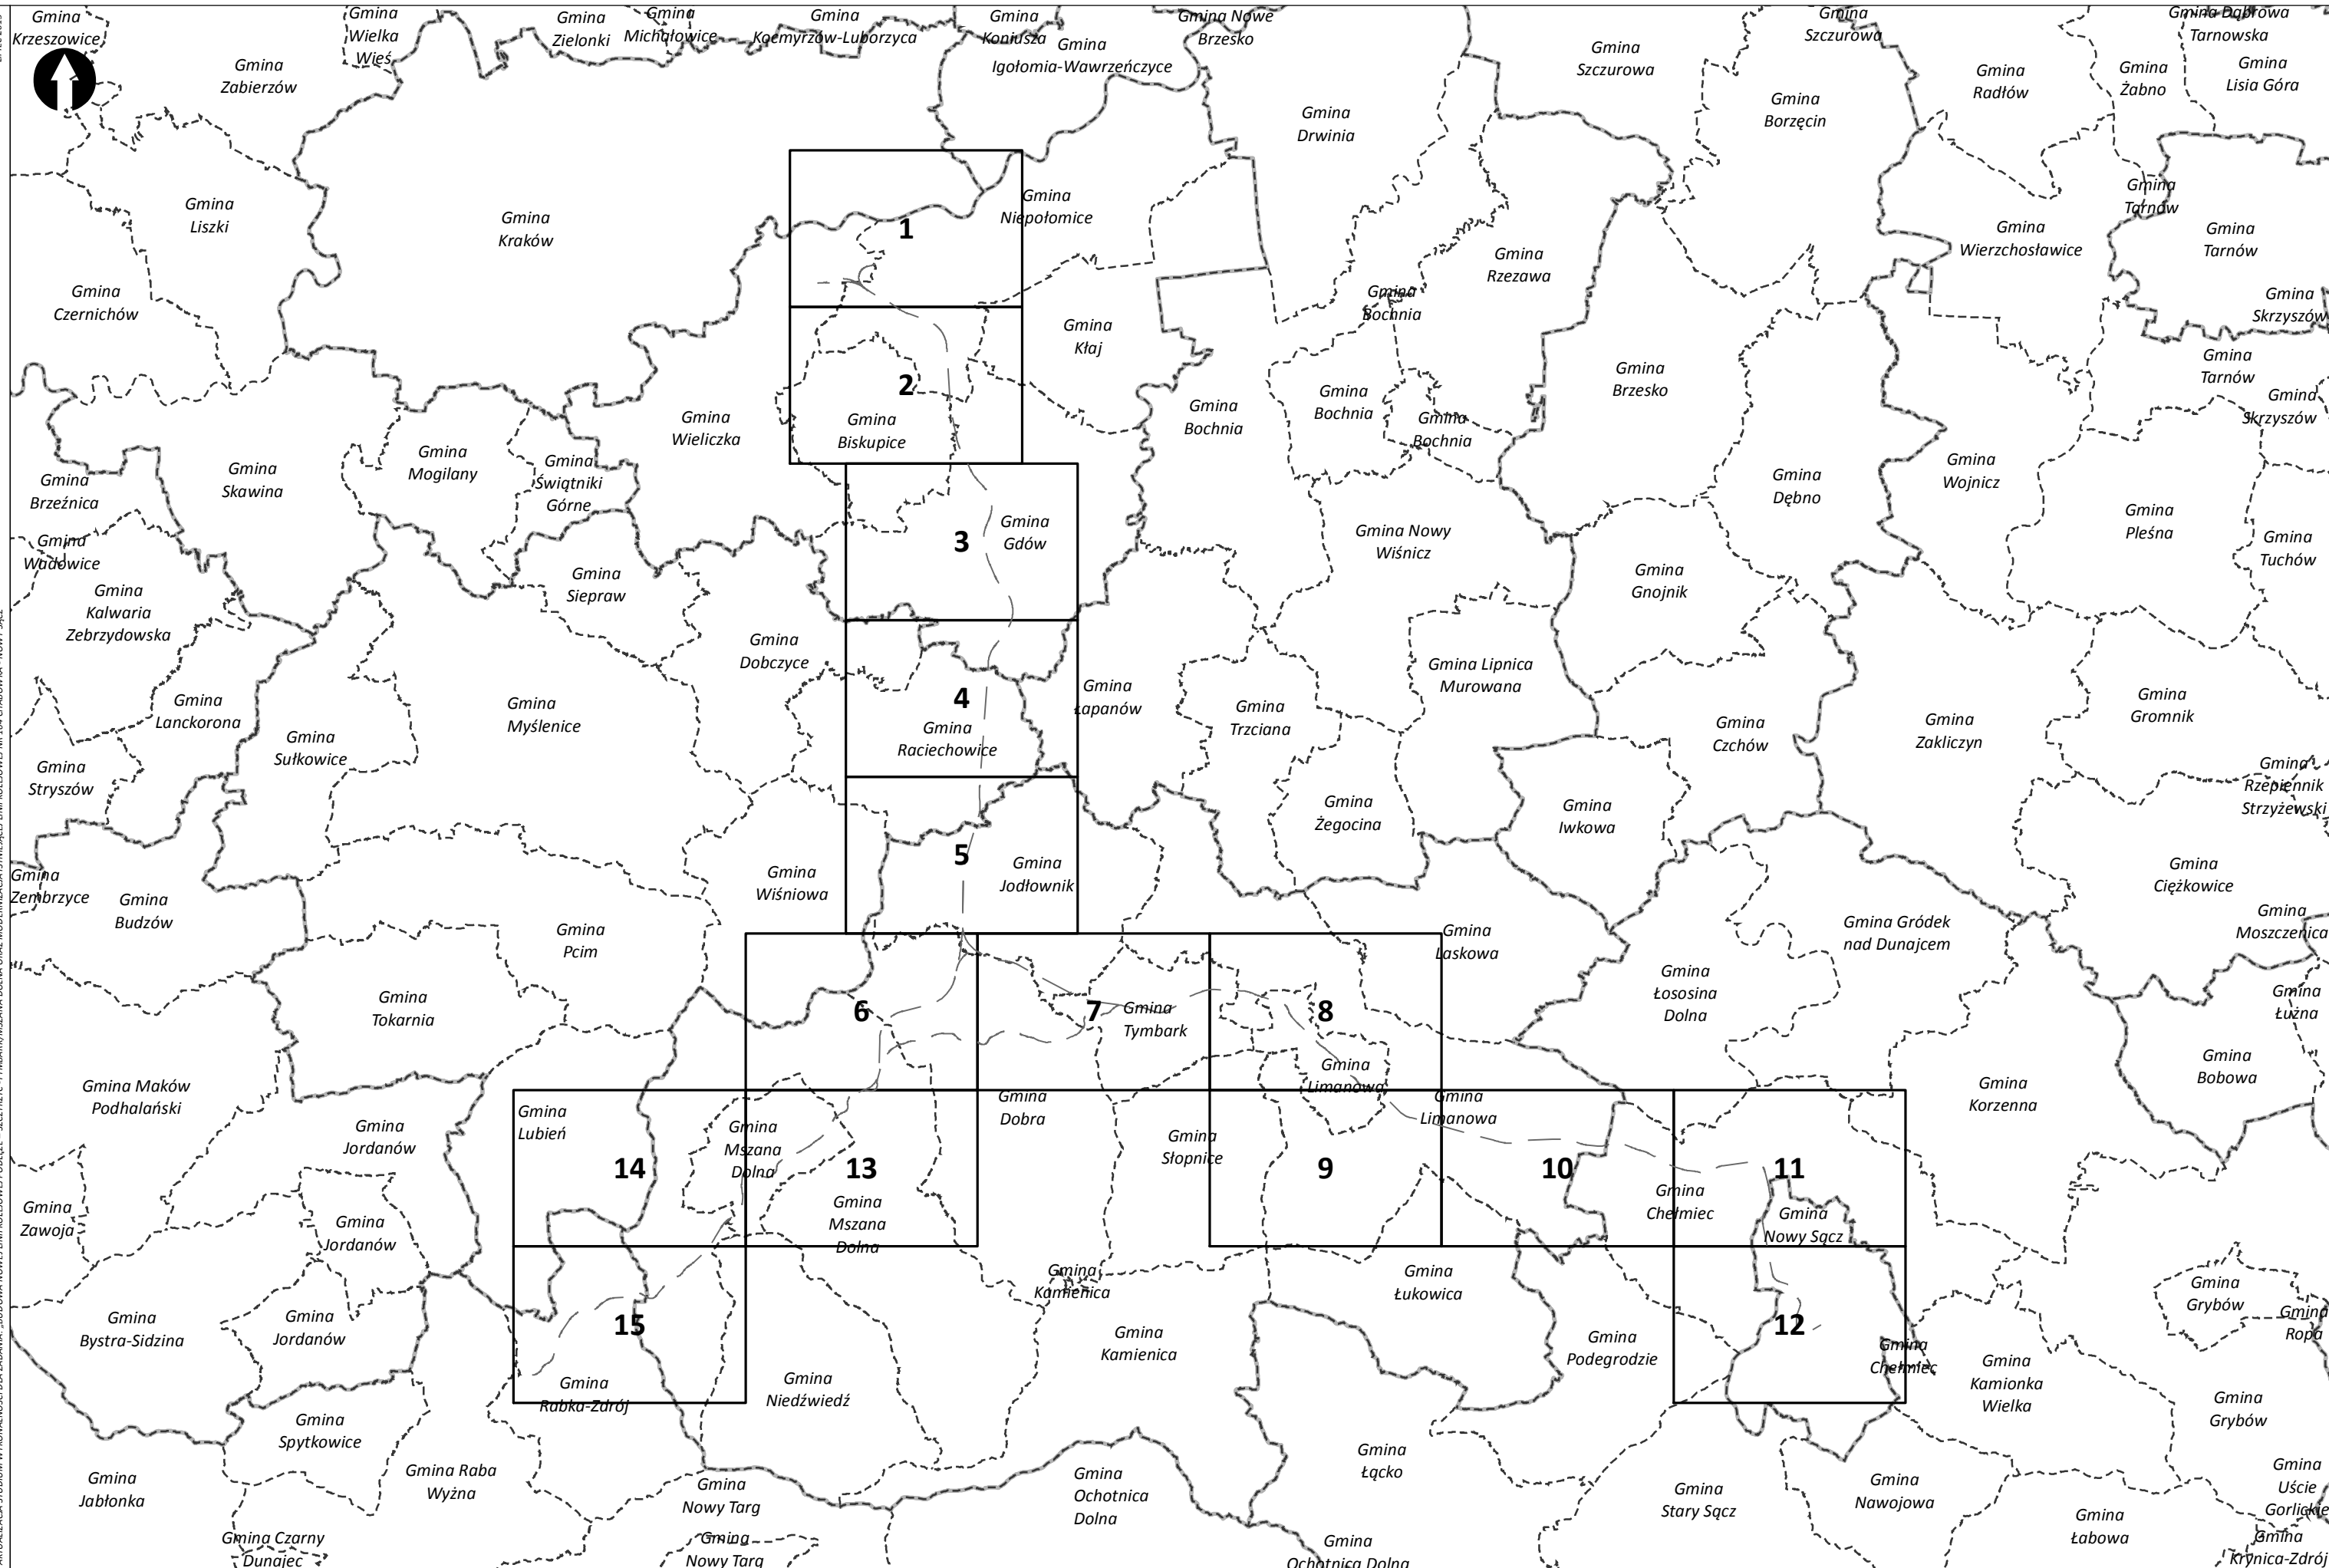 Gmina
Krzeszowice
Gmina
Wielka
Wieś
Gmina
Zielonki
Gmina
Michałowice
Gmina
Kocmyrzów-Luborzyca
Gmina
Koniusza
Gmina
Igołomia-Wawrzeńczyce
Gmina Nowe
Brzesko
Gmina
Szczurowa
Gmina
Szczurowa
Gmina Dąbrowa
Tarnowska
Gmina
Zabierzów
Gmina
Drwinia
Gmina
Borzęcin
Gmina
Radłów
Gmina
Żabno
Gmina
Lisia Góra
Gmina
Liszki
Gmina
Kraków
1
Gmina
Niepołomice
Gmina
Rzezawa
Gmina
Wierzchosławice
Gmina
Tarnów
Gmina
Tarnów
Gmina
Czernichów
Gmina
Bochnia
Gmina
Skrzyszów
Gmina
Kłaj
2
Gmina
Biskupice
Gmina
Wieliczka
Gmina
Bochnia
Gmina
Bochnia
Gmina
Bochnia
Gmina
Brzesko
Gmina
Tarnów
Gmina
Skrzyszów
Gmina
Brzeźnica
Gmina
Skawina
Gmina
Mogilany
Gmina
Świątniki
Górne
Gmina
Dębno
Gmina
Wojnicz
Gmina
Pleśna
Gmina
Wadowice
3
Gmina
Gdów
Gmina Nowy
Wiśnicz
Gmina
Gnojnik
Gmina
Tuchów
Gmina
Kalwaria
Zebrzydowska
Gmina
Siepraw
Gmina
Dobczyce
Gmina
Lanckorona
Gmina
Sułkowice
Gmina
Myślenice
4
Gmina
Raciechowice
Gmina
Łapanów
Gmina
Trzciana
Gmina Lipnica
Murowana
Gmina
Czchów
Gmina
Zakliczyn
Gmina
Gromnik
Gmina
Stryszów
Gmina
Rzepiennik
Strzyżewski
Gmina
Żegocina
Gmina
Iwkowa
Gmina
Zembrzyce
Gmina
Budzów
Gmina
Wiśniowa
5
Gmina
Jodłownik
Gmina
Ciężkowice
Gmina
Pcim
Gmina
Laskowa
Gmina Gródek
nad Dunajcem
Gmina
Moszczenica
Gmina
Tokarnia
6
7
Gmina
Tymbark
8
Gmina
Łososina
Dolna
Gmina
Łużna
Gmina Maków
Podhalański
Gmina
Limanowa
Gmina
Korzenna
Gmina
Bobowa
Gmina
Jordanów
Gmina
Lubień
Gmina
Mszana
Dolna
Gmina
Dobra
Gmina
Słopnice
Gmina
Limanowa
14
13
9
10
11
Gmina
Zawoja
Gmina
Jordanów
Gmina
Mszana
Dolna
Gmina
Chełmiec
Gmina
Nowy Sącz
Gmina
Bystra-Sidzina
Gmina
Jordanów
15
Gmina
Kamienica
Gmina
Kamienica
Gmina
Łukowica
Gmina
Podegrodzie
12
Gmina
Chełmiec
Gmina
Grybów
Gmina
Ropa
Gmina
Rabka-Zdrój
Gmina
Niedźwiedź
Gmina
Kamionka
Wielka
Gmina
Grybów
Gmina
Spytkowice
Gmina
Jabłonka
Gmina Raba
Wyżna
Gmina
Nowy Targ
Gmina
Ochotnica
Dolna
Gmina
Łącko
Gmina
Stary Sącz
Gmina
Nawojowa
Gmina
Łabowa
Gmina
Uście
Gorlickie
Gmina Czarny
Dunajec
Gmina
Nowy Targ
Gmina
Ochotnica Dolna
Gmina
Krynica-Zdrój